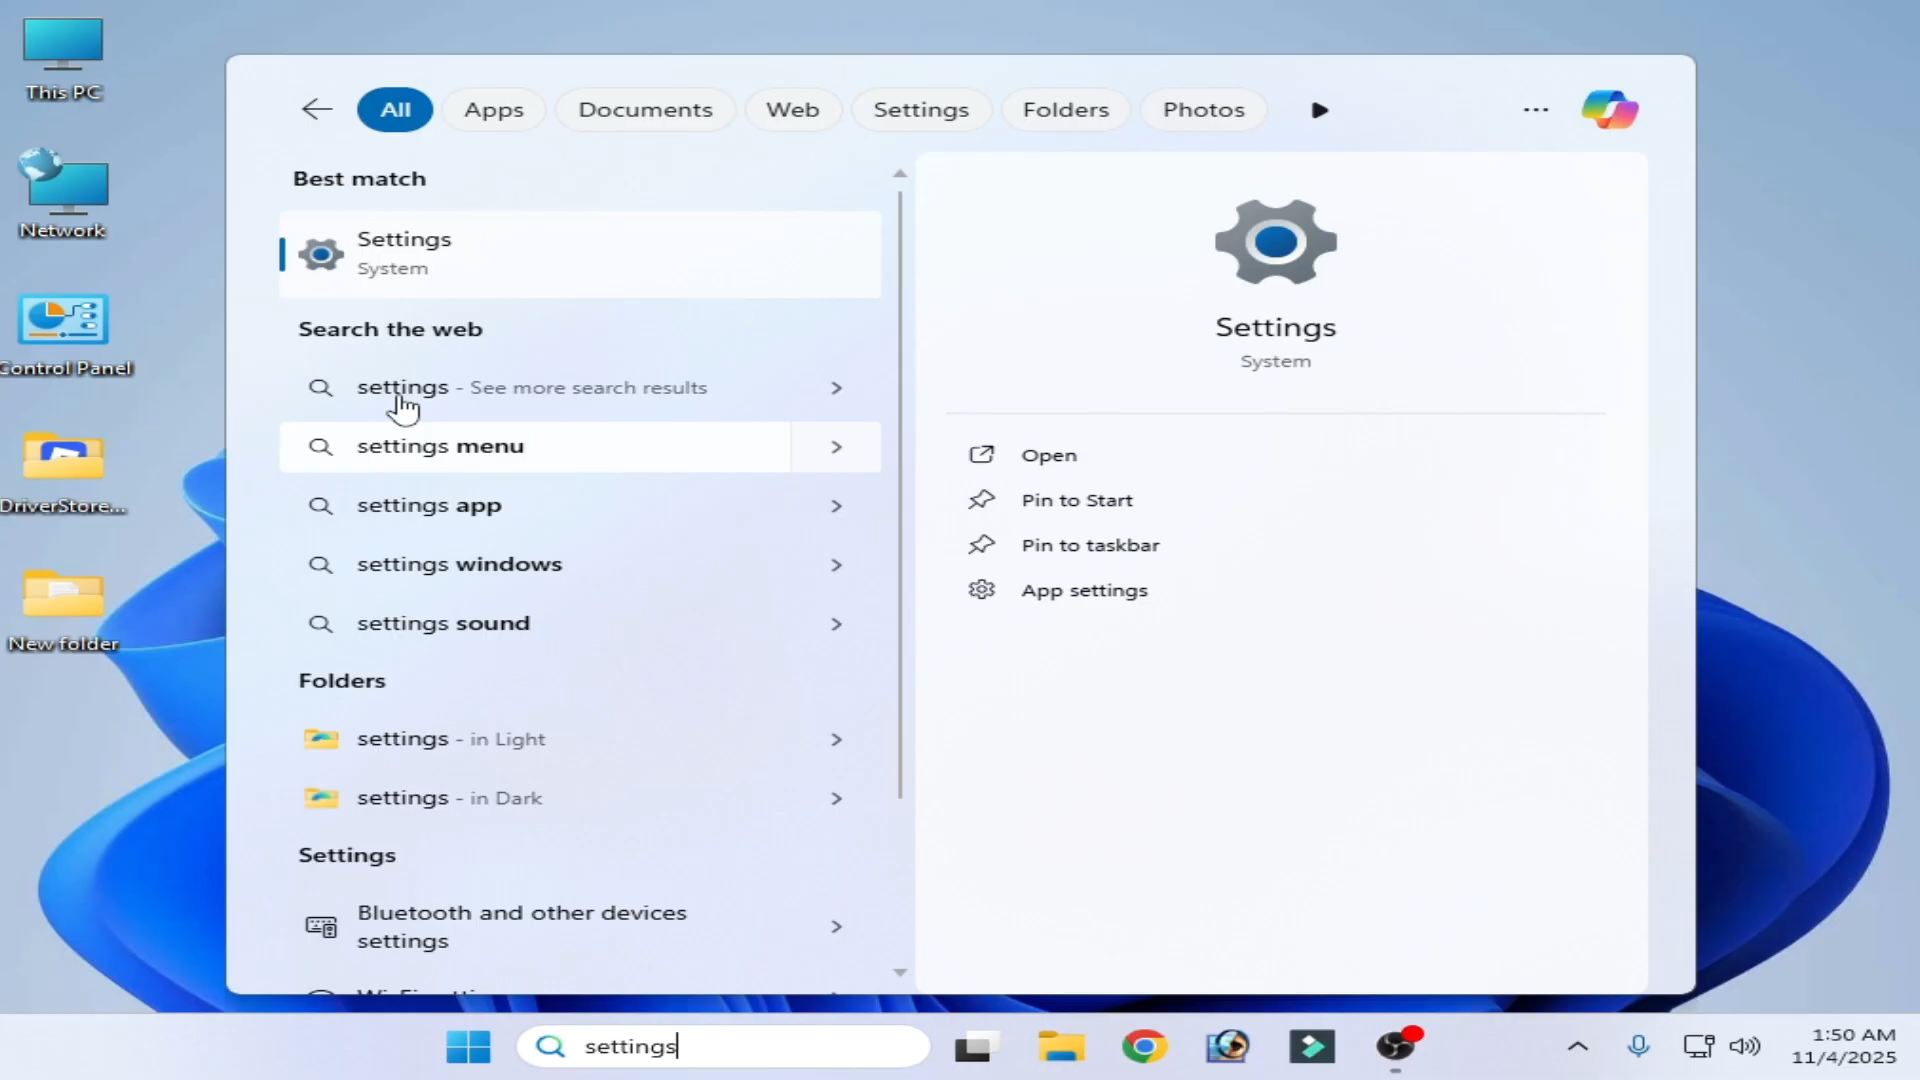 This PC
Network
Control Panel
DriverStore...
New folder
All Apps Documents Web Settings Folders Photos
Best match
Settings
System
Search the web
settings - See more search results
settings menu
settings app
settings windows
settings sound
Folders
settings - in Light
settings - in Dark
Settings
Bluetooth and other devices
settings
Settings
System
Open
Pin to Start
Pin to taskbar
App settings
settings
1:50 AM
11/4/2025